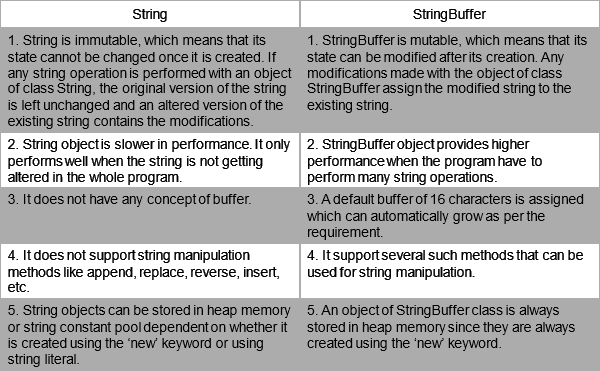 String
StringBuffer
1. String is immutable, which means that its
state cannot be changed once it is created. If
any string operation is performed with an object
of class String, the original version of the string
is left unchanged and an altered version of the
existing string contains the modifications.
1. StringBuffer is mutable, which means that its
state can be modified after its creation. Any
modifications made with the object of class
StringBuffer assign the modified string to the
existing string.
2. String object is slower in performance. It only
performs well when the string is not getting
altered in the whole program.
2. StringBuffer object provides higher
performance when the program have to
perform many string operations.
3. It does not have any concept of buffer.
3. A default buffer of 16 characters is assigned
which can automatically grow as per the
requirement.
4. It does not support string manipulation
methods like append, replace, reverse, insert,
etc.
4. It support several such methods that can be
used for string manipulation.
5. String objects can be stored in heap memory
or string constant pool dependent on whether it
is created using the ‘new’ keyword or using
string literal.
5. An object of StringBuffer class is always
stored in heap memory since they are always
created using the ‘new’ keyword.